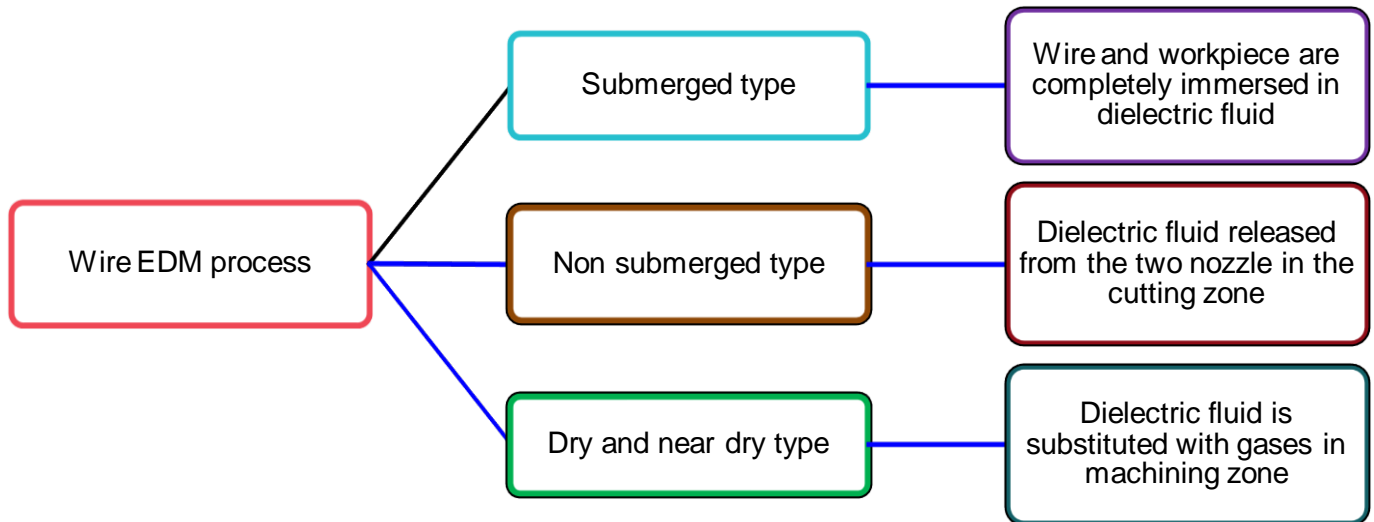 Wire EDM process
Submerged type
Wire and workpiece are
completely immersed in
dielectric fluid
Non submerged type
Dielectric fluid released
from the two nozzle in the
cutting zone
Dry and near dry type
Dielectric fluid is
substituted with gases in
machining zone